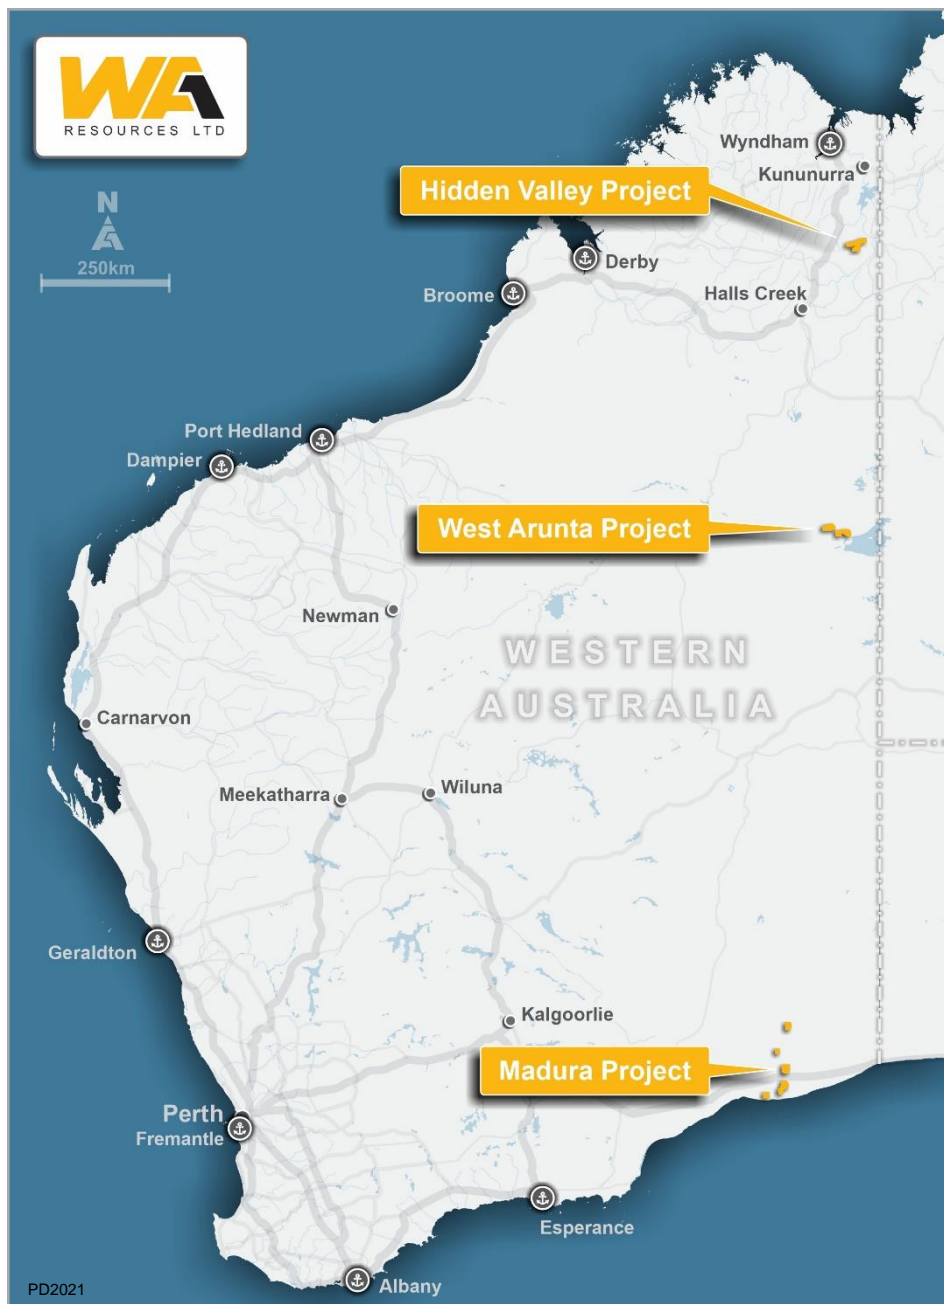 WA1
RESOURCES LTD
N
250km
Wyndham
Kununurra
Hidden Valley Project
Derby
Broome
Halls Creek
Port Hedland
Dampier
West Arunta Project
Newman
WESTERN
AUSTRALIA
Carnarvon
Meekatharra
Wiluna
Geraldton
Kalgoorlie
Madura Project
Perth
Fremantle
Esperance
Albany
PD2021